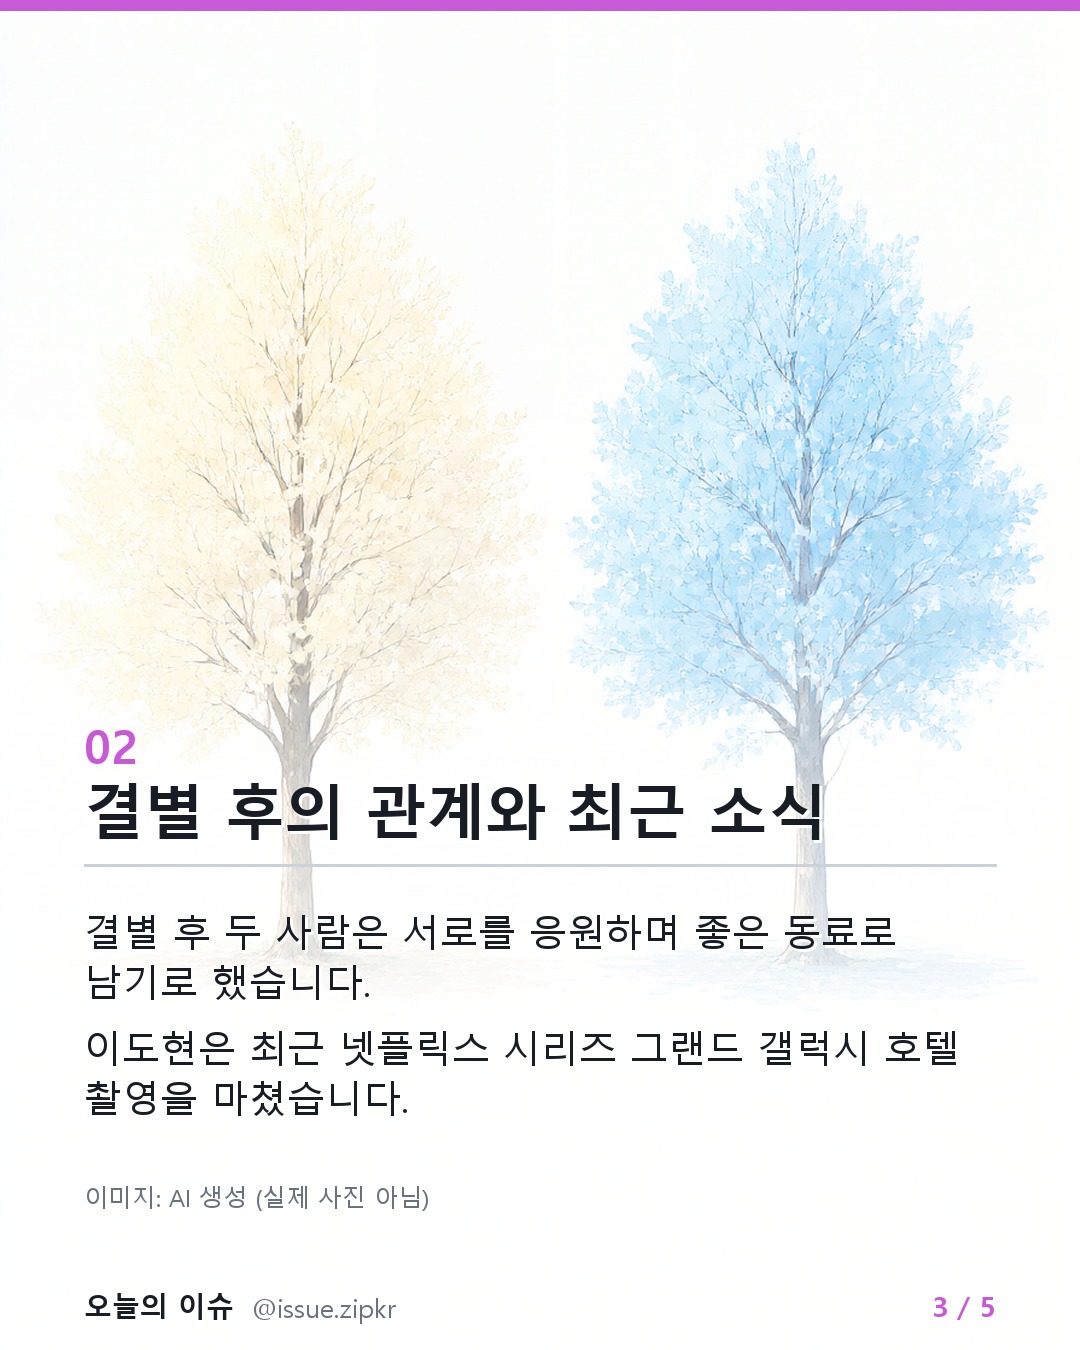 02
결별 후의 관계와 최근 소식
결별 후 두 사람은 서로를 응원하며 좋은 동료로
남기로 했습니다.
이도현은 최근 넷플릭스 시리즈 그랜드 갤럭시 호텔
촬영을 마쳤습니다.
이미지: AI 생성 (실제 사진 아님)
오늘의 이슈 @issue.zipkr 3 / 5